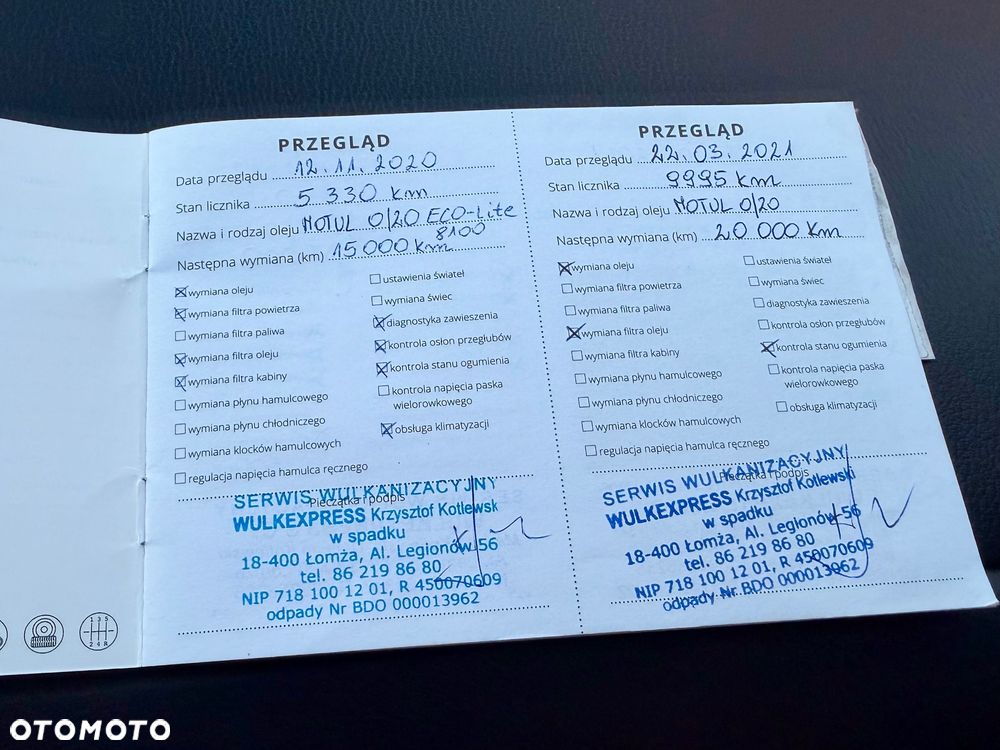 PRZEGLĄD
Data przeglądu 12.11.2020
Stan licznika 5 330 km
Nazwa i rodzaj oleju MOTUL 0/20 ECO-Lite
8100
Następna wymiana (km) 15 000 km
wymiana oleju
wymiana filtra powietrza
wymiana filtra paliwa
wymiana filtra oleju
wymiana filtra kabiny
wymiana płynu hamulcowego
wymiana płynu chłodniczego
wymiana klocków hamulcowych
regulacja napięcia hamulca ręcznego
ustawienia świateł
wymiana świec
diagnostyka zawieszenia
kontrola osłon przegłubów
kontrola stanu ogumienia
kontrola napięcia paska
wielorowkowego
obsługa klimatyzacji
Pieczątka i podpis
SERWIS WULKANIZACYJNY
WULKEXPRESS Krzysztof Kotlewski
w spadku
18-400 Łomża, Al. Legionów 56
tel. 86 219 86 80
NIP 718 100 12 01, R 450070609
odpady Nr BDO 000013962
PRZEGLĄD
Data przeglądu 22.03.2021
Stan licznika 9995 km
Nazwa i rodzaj oleju MOTUL 0/20
Następna wymiana (km) 20 000 km
wymiana oleju
wymiana filtra powietrza
wymiana filtra paliwa
wymiana filtra oleju
wymiana filtra kabiny
wymiana płynu hamulcowego
wymiana płynu chłodniczego
wymiana klocków hamulcowych
regulacja napięcia hamulca ręcznego
ustawienia świateł
wymiana świec
diagnostyka zawieszenia
kontrola osłon przegłubów
kontrola stanu ogumienia
kontrola napięcia paska
wielorowkowego
obsługa klimatyzacji
Pieczątka i podpis
SERWIS WULKANIZACYJNY
WULKEXPRESS Krzysztof Kotlewski
w spadku
18-400 Łomża, Al. Legionów 56
tel. 86 219 86 80
NIP 718 100 12 01, R 450070609
odpady Nr BDO 000013962
1 3 5
2 4 R
OTOMOTO